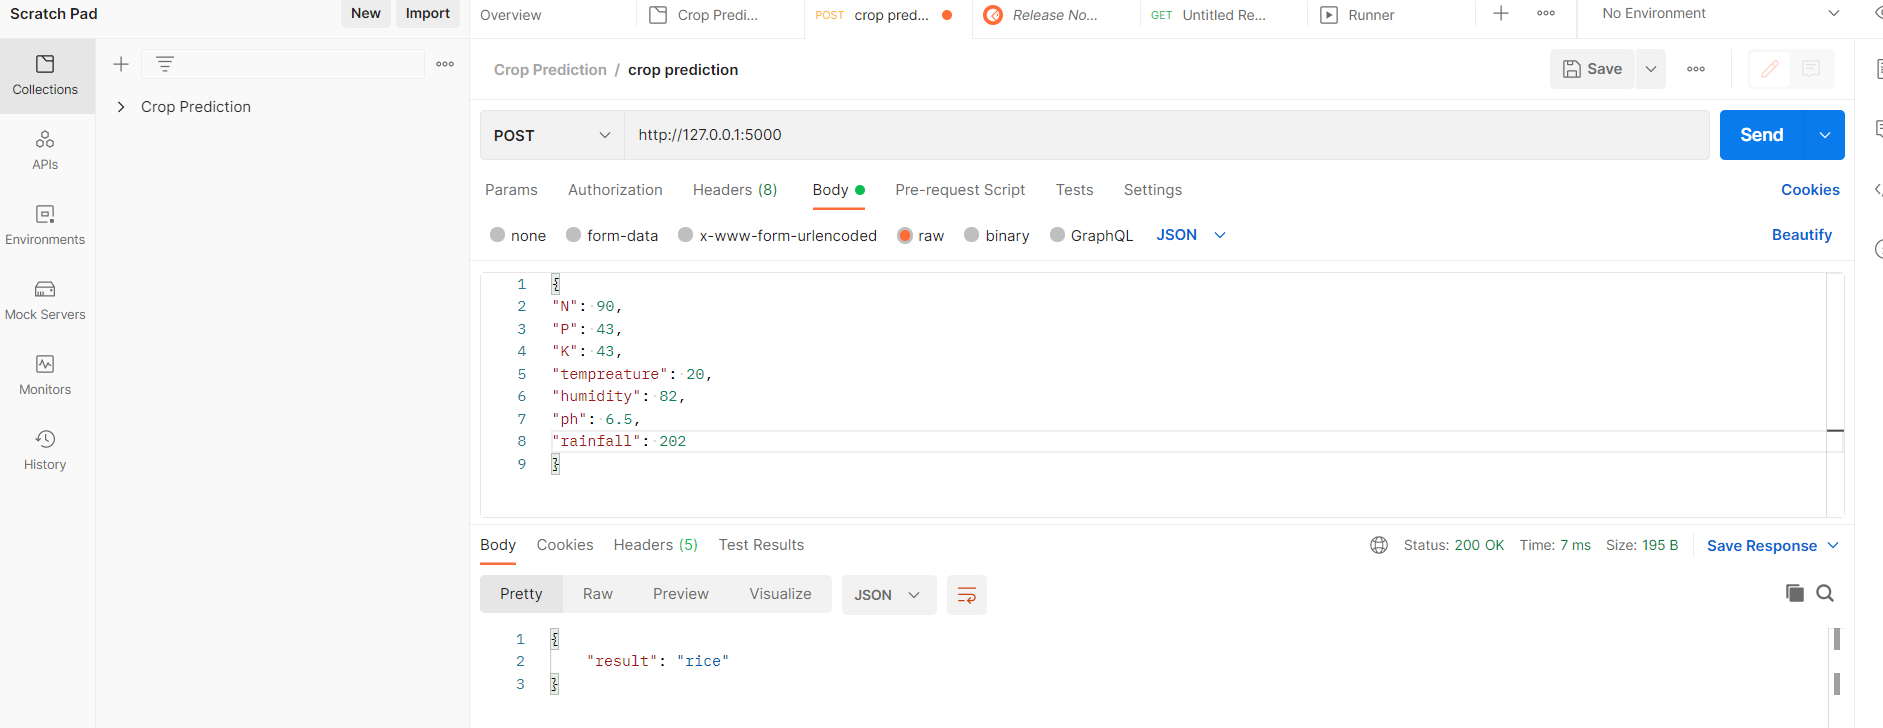 Scratch Pad
New
Import
Overview
Crop Predi...
POST crop pred...
Release No...
GET Untitled Re...
Runner
No Environment
Collections
APIs
Environments
Mock Servers
Monitors
History
Crop Prediction
Crop Prediction / crop prediction
Save
POST
http://127.0.0.1:5000
Send
Params
Authorization
Headers (8)
Body
Pre-request Script
Tests
Settings
Cookies
none
form-data
x-www-form-urlencoded
raw
binary
GraphQL
JSON
Beautify
1 {
2 "N": 90,
3 "P": 43,
4 "K": 43,
5 "tempreature": 20,
6 "humidity": 82,
7 "ph": 6.5,
8 "rainfall": 202
9 }
Body
Cookies
Headers (5)
Test Results
Status: 200 OK
Time: 7 ms
Size: 195 B
Save Response
Pretty
Raw
Preview
Visualize
JSON
1 {
2 "result": "rice"
3 }